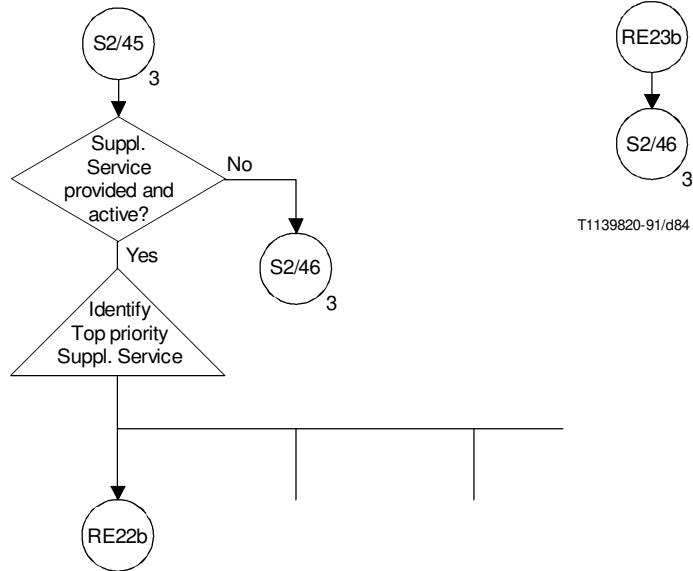 S2/45
3
Suppl.
Service
provided and
active?
No
S2/46
3
Yes
Identify
Top priority
Suppl. Service
RE22b
RE23b
S2/46
3
T1139820-91/d84